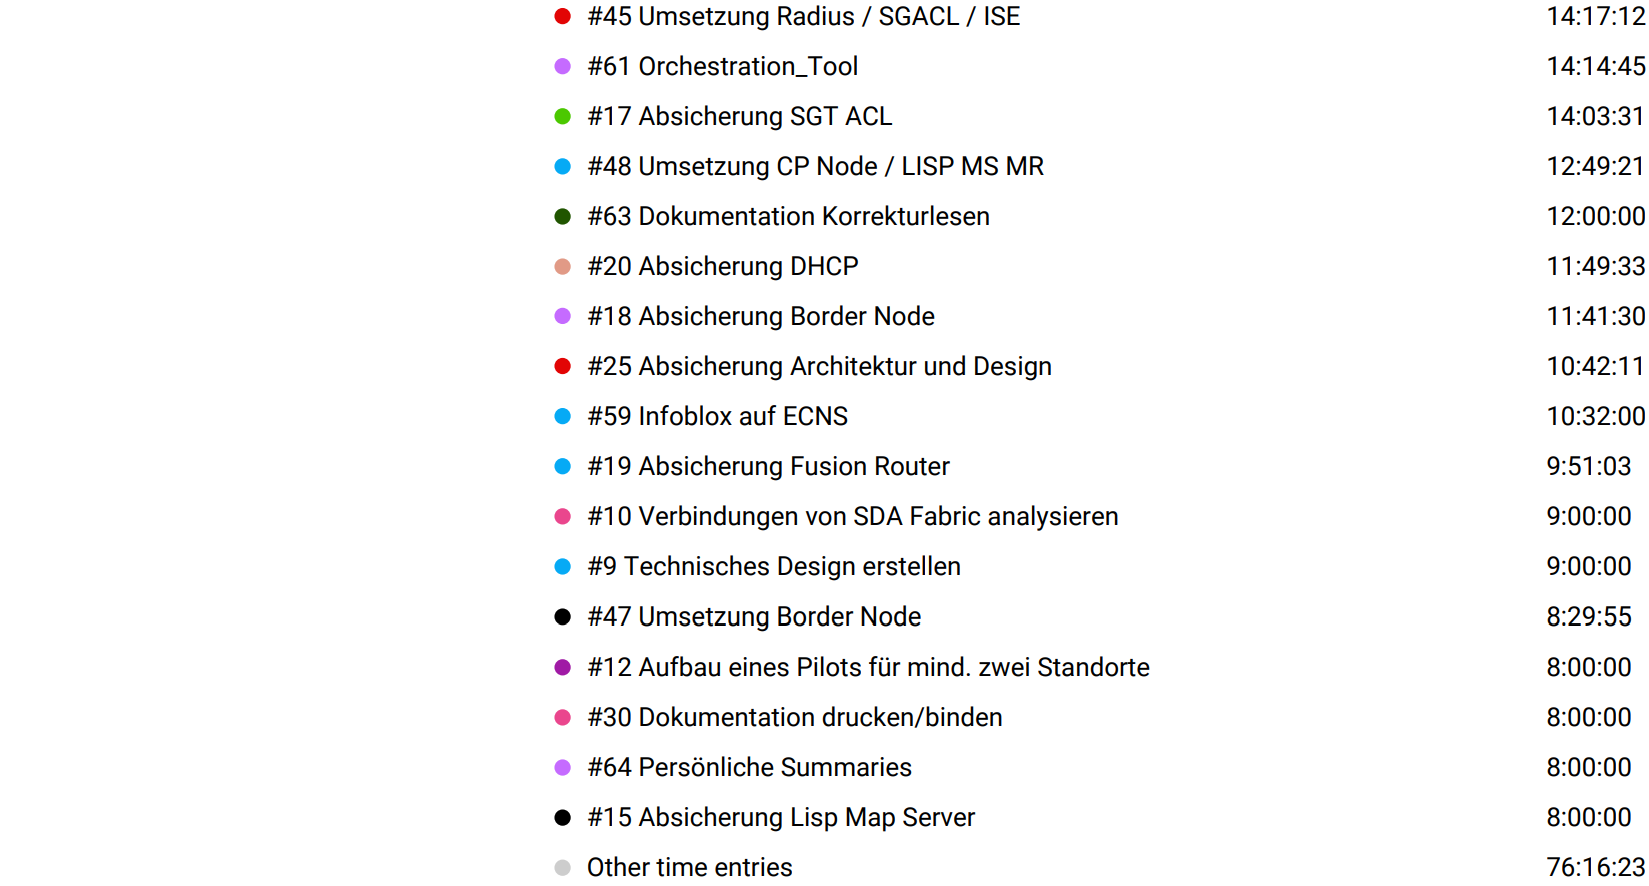 #45 Umsetzung Radius / SGACL / ISE 14:17:12
#61 Orchestration_Tool 14:14:45
#17 Absicherung SGT ACL 14:03:31
#48 Umsetzung CP Node / LISP MS MR 12:49:21
#63 Dokumentation Korrekturlesen 12:00:00
#20 Absicherung DHCP 11:49:33
#18 Absicherung Border Node 11:41:30
#25 Absicherung Architektur und Design 10:42:11
#59 Infoblox auf ECNS 10:32:00
#19 Absicherung Fusion Router 9:51:03
#10 Verbindungen von SDA Fabric analysieren 9:00:00
#9 Technisches Design erstellen 9:00:00
#47 Umsetzung Border Node 8:29:55
#12 Aufbau eines Pilots für mind. zwei Standorte 8:00:00
#30 Dokumentation drucken/binden 8:00:00
#64 Persönliche Summaries 8:00:00
#15 Absicherung Lisp Map Server 8:00:00
Other time entries 76:16:23